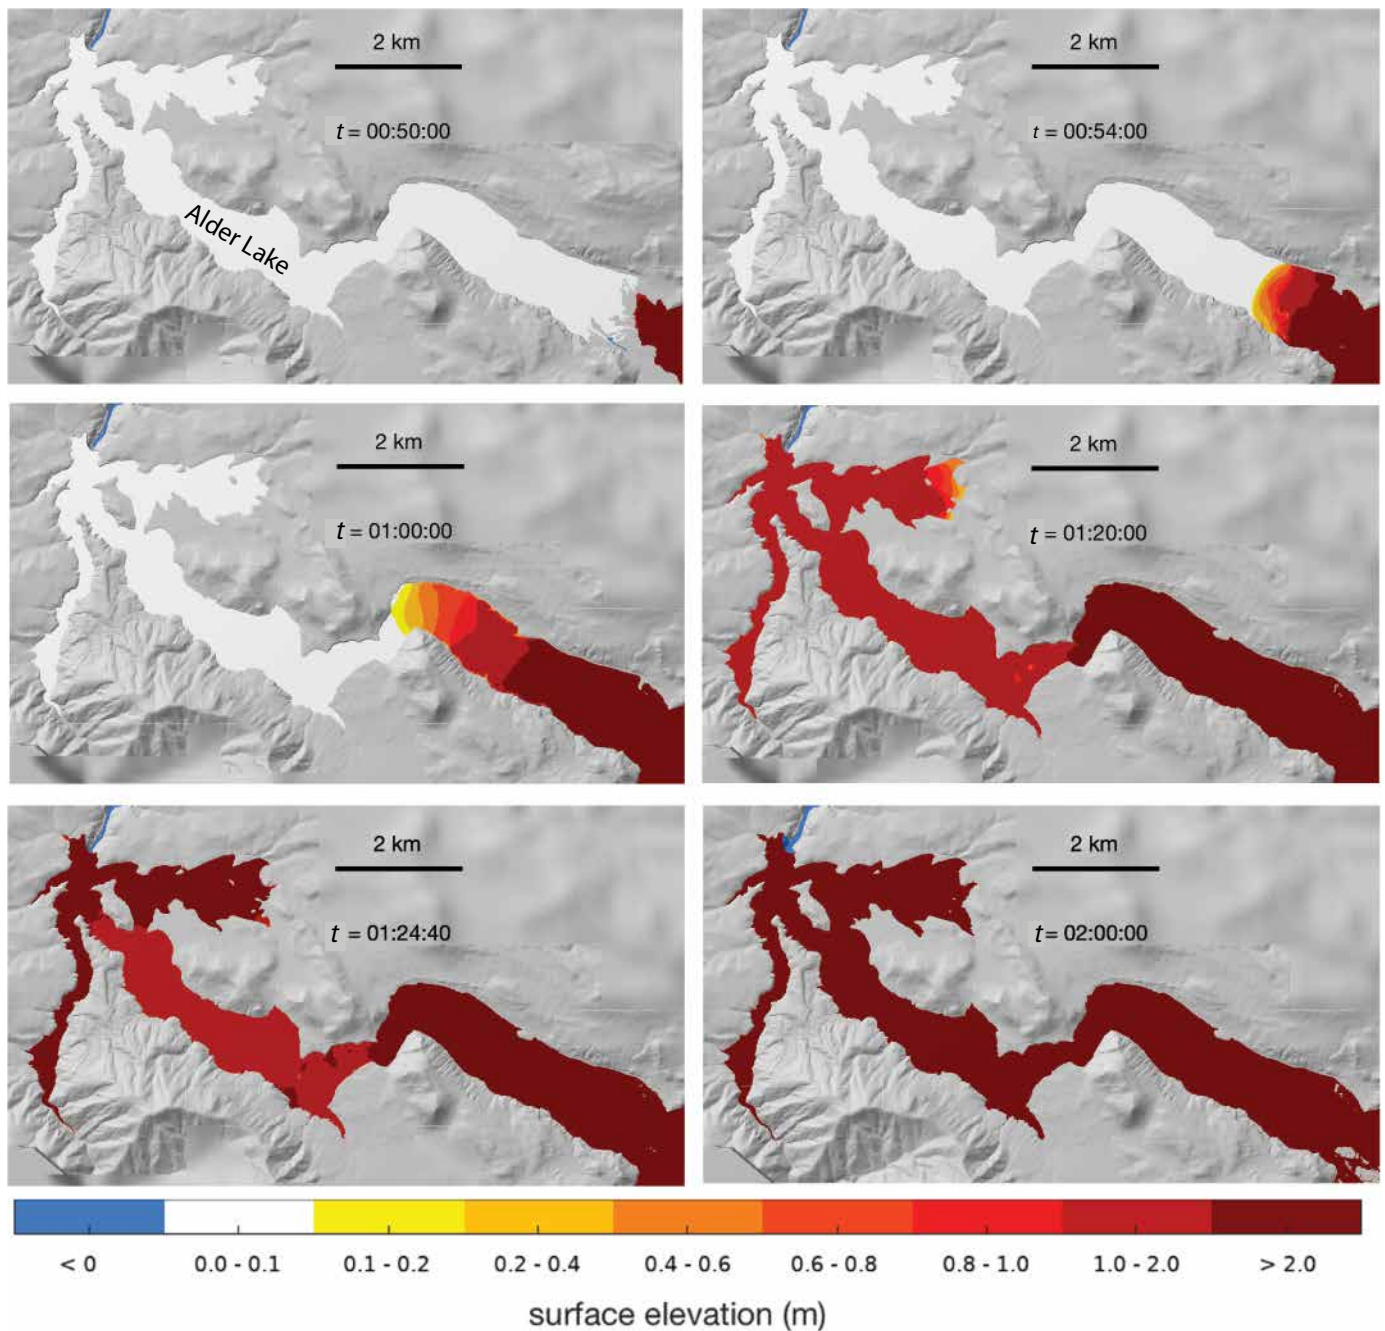 2 km
t = 00:50:00
Alder Lake
2 km
t = 00:54:00
2 km
t = 01:00:00
2 km
t = 01:20:00
2 km
t = 01:24:40
2 km
t = 02:00:00
< 0 0.0 - 0.1 0.1 - 0.2 0.2 - 0.4 0.4 - 0.6 0.6 - 0.8 0.8 - 1.0 1.0 - 2.0 > 2.0
surface elevation (m)